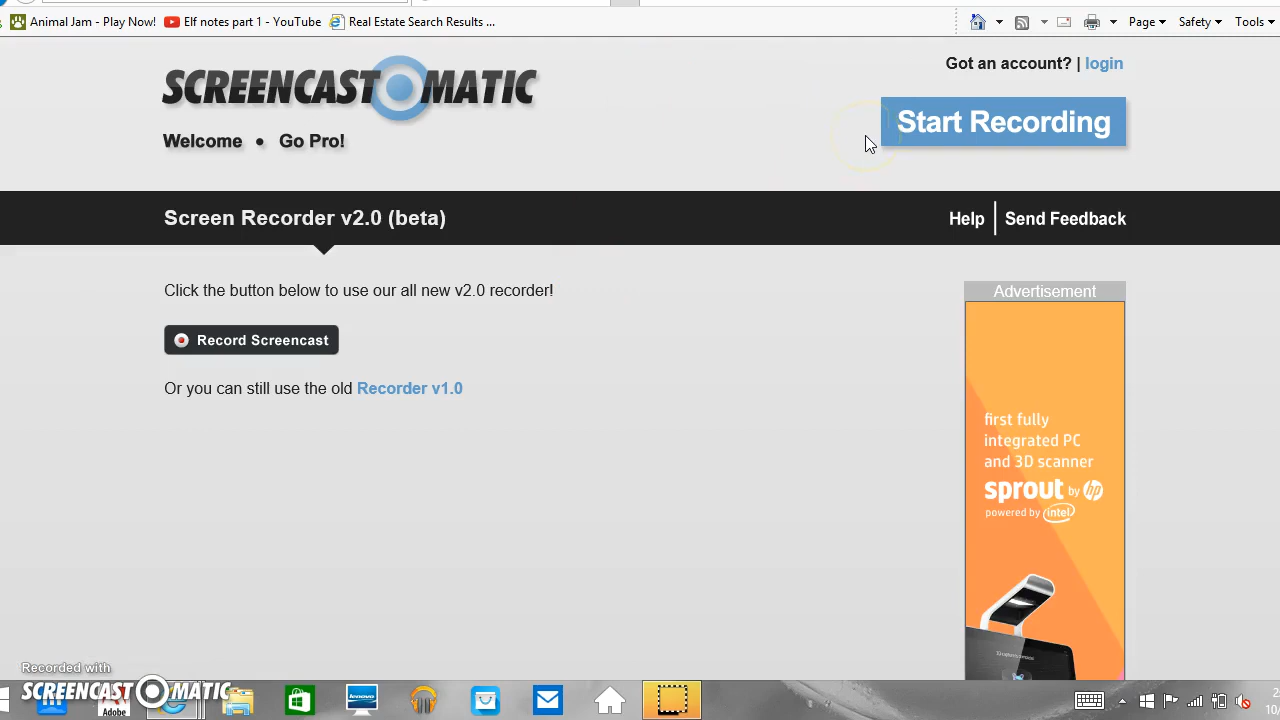 Animal Jam - Play Now!  Elf notes part 1 - YouTube  Real Estate Search Results ...  Page  Safety  Tools
SCREENCAST O MATIC
Got an account? | login
Start Recording
Welcome • Go Pro!
Screen Recorder v2.0 (beta)
Help | Send Feedback
Click the button below to use our all new v2.0 recorder!
Record Screencast
Or you can still use the old Recorder v1.0
Advertisement
first fully
integrated PC
and 3D scanner
sprout by hp
powered by intel
Recorded with
SCREENCAST O MATIC
Adobe
lenovo